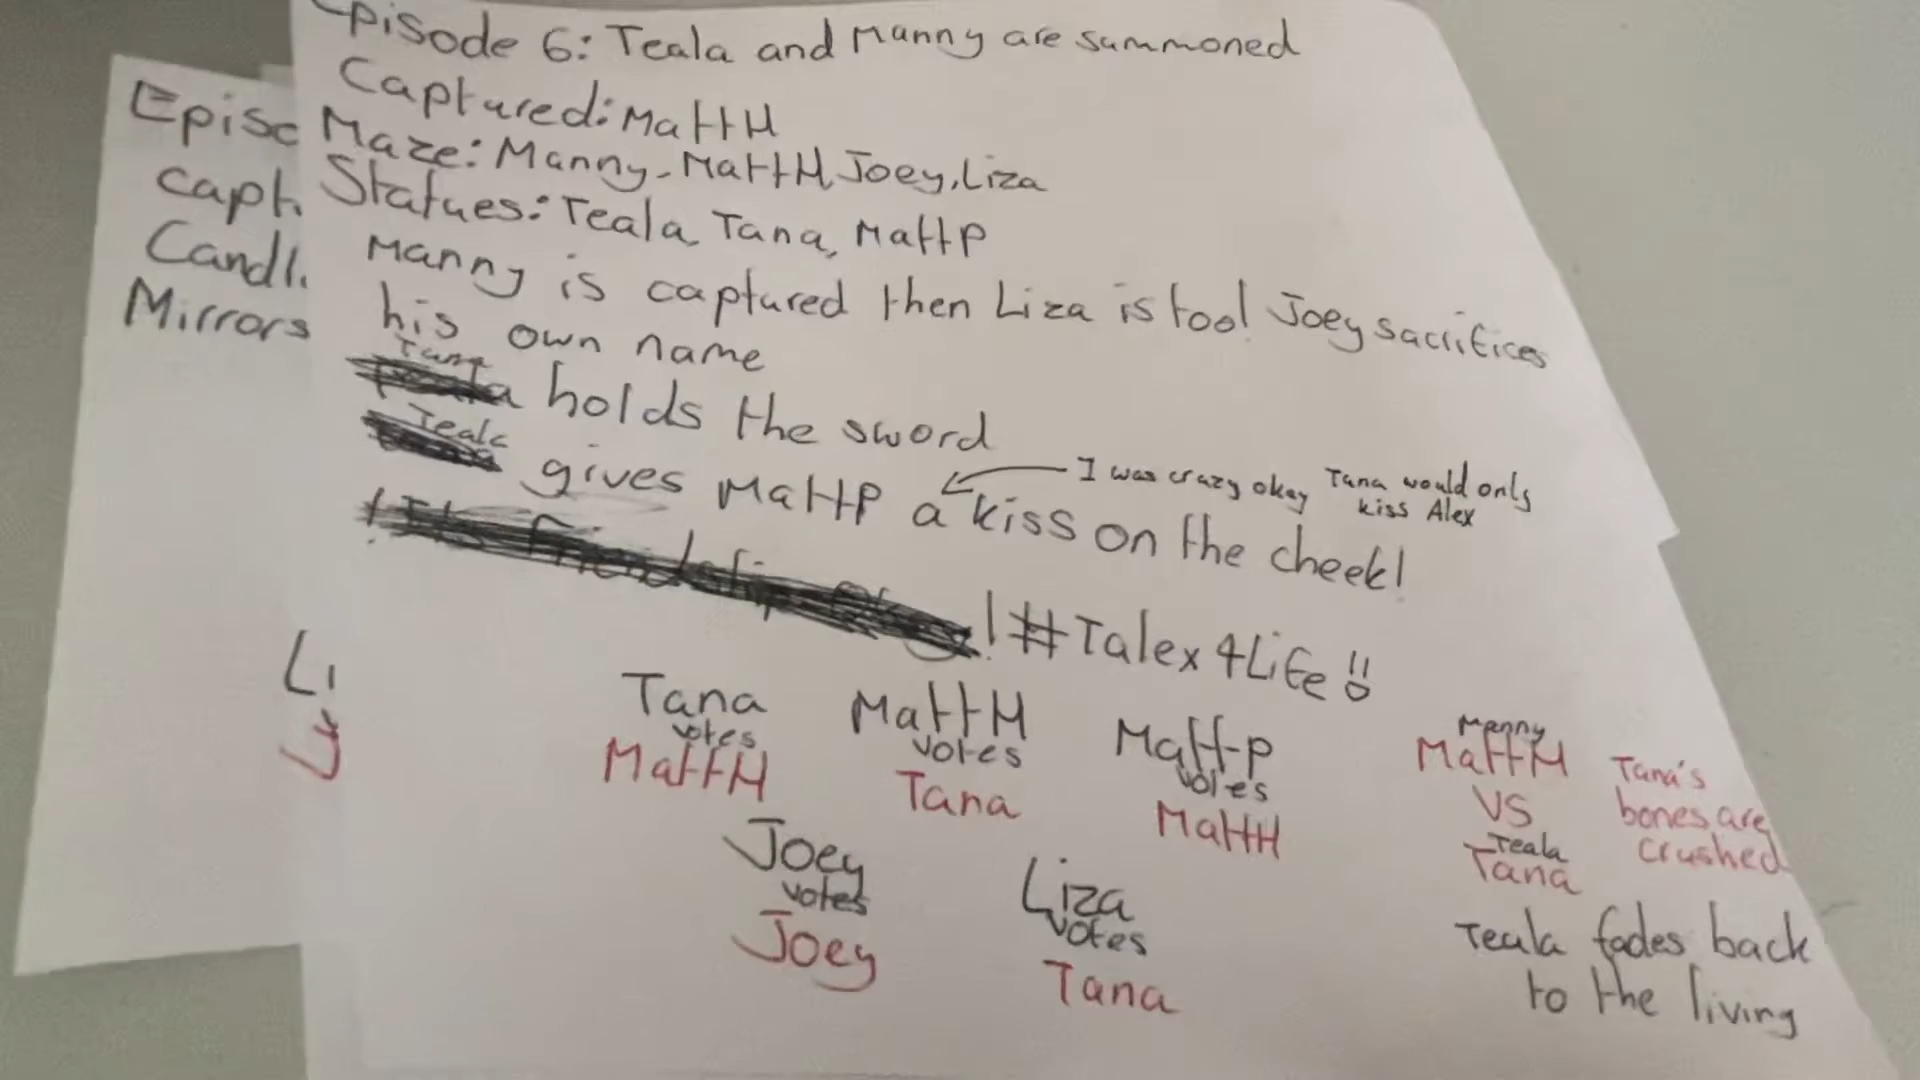 Episode 6: Teala and Manny are summoned
Captured: MattH
Maze: Manny, MattH, Joey, Liza
Statues: Teala, Tana, MattP
Manny is captured then Liza is too! Joey sacrifices
his own name
Tana holds the sword
Teala gives MattP a kiss on the cheek!
I was crazy okay Tana would only
kiss Alex
! #Talex4Life!!
Tana
votes
MattH
MattH
votes
Tana
MattP
votes
MattH
Joey
votes
Joey
Liza
votes
Tana
Manny
MattH
VS
Teala
Tana
Tana's
bones are
crushed
Teala fades back
to the living
Episo
capt
Candl
Mirrors
Li